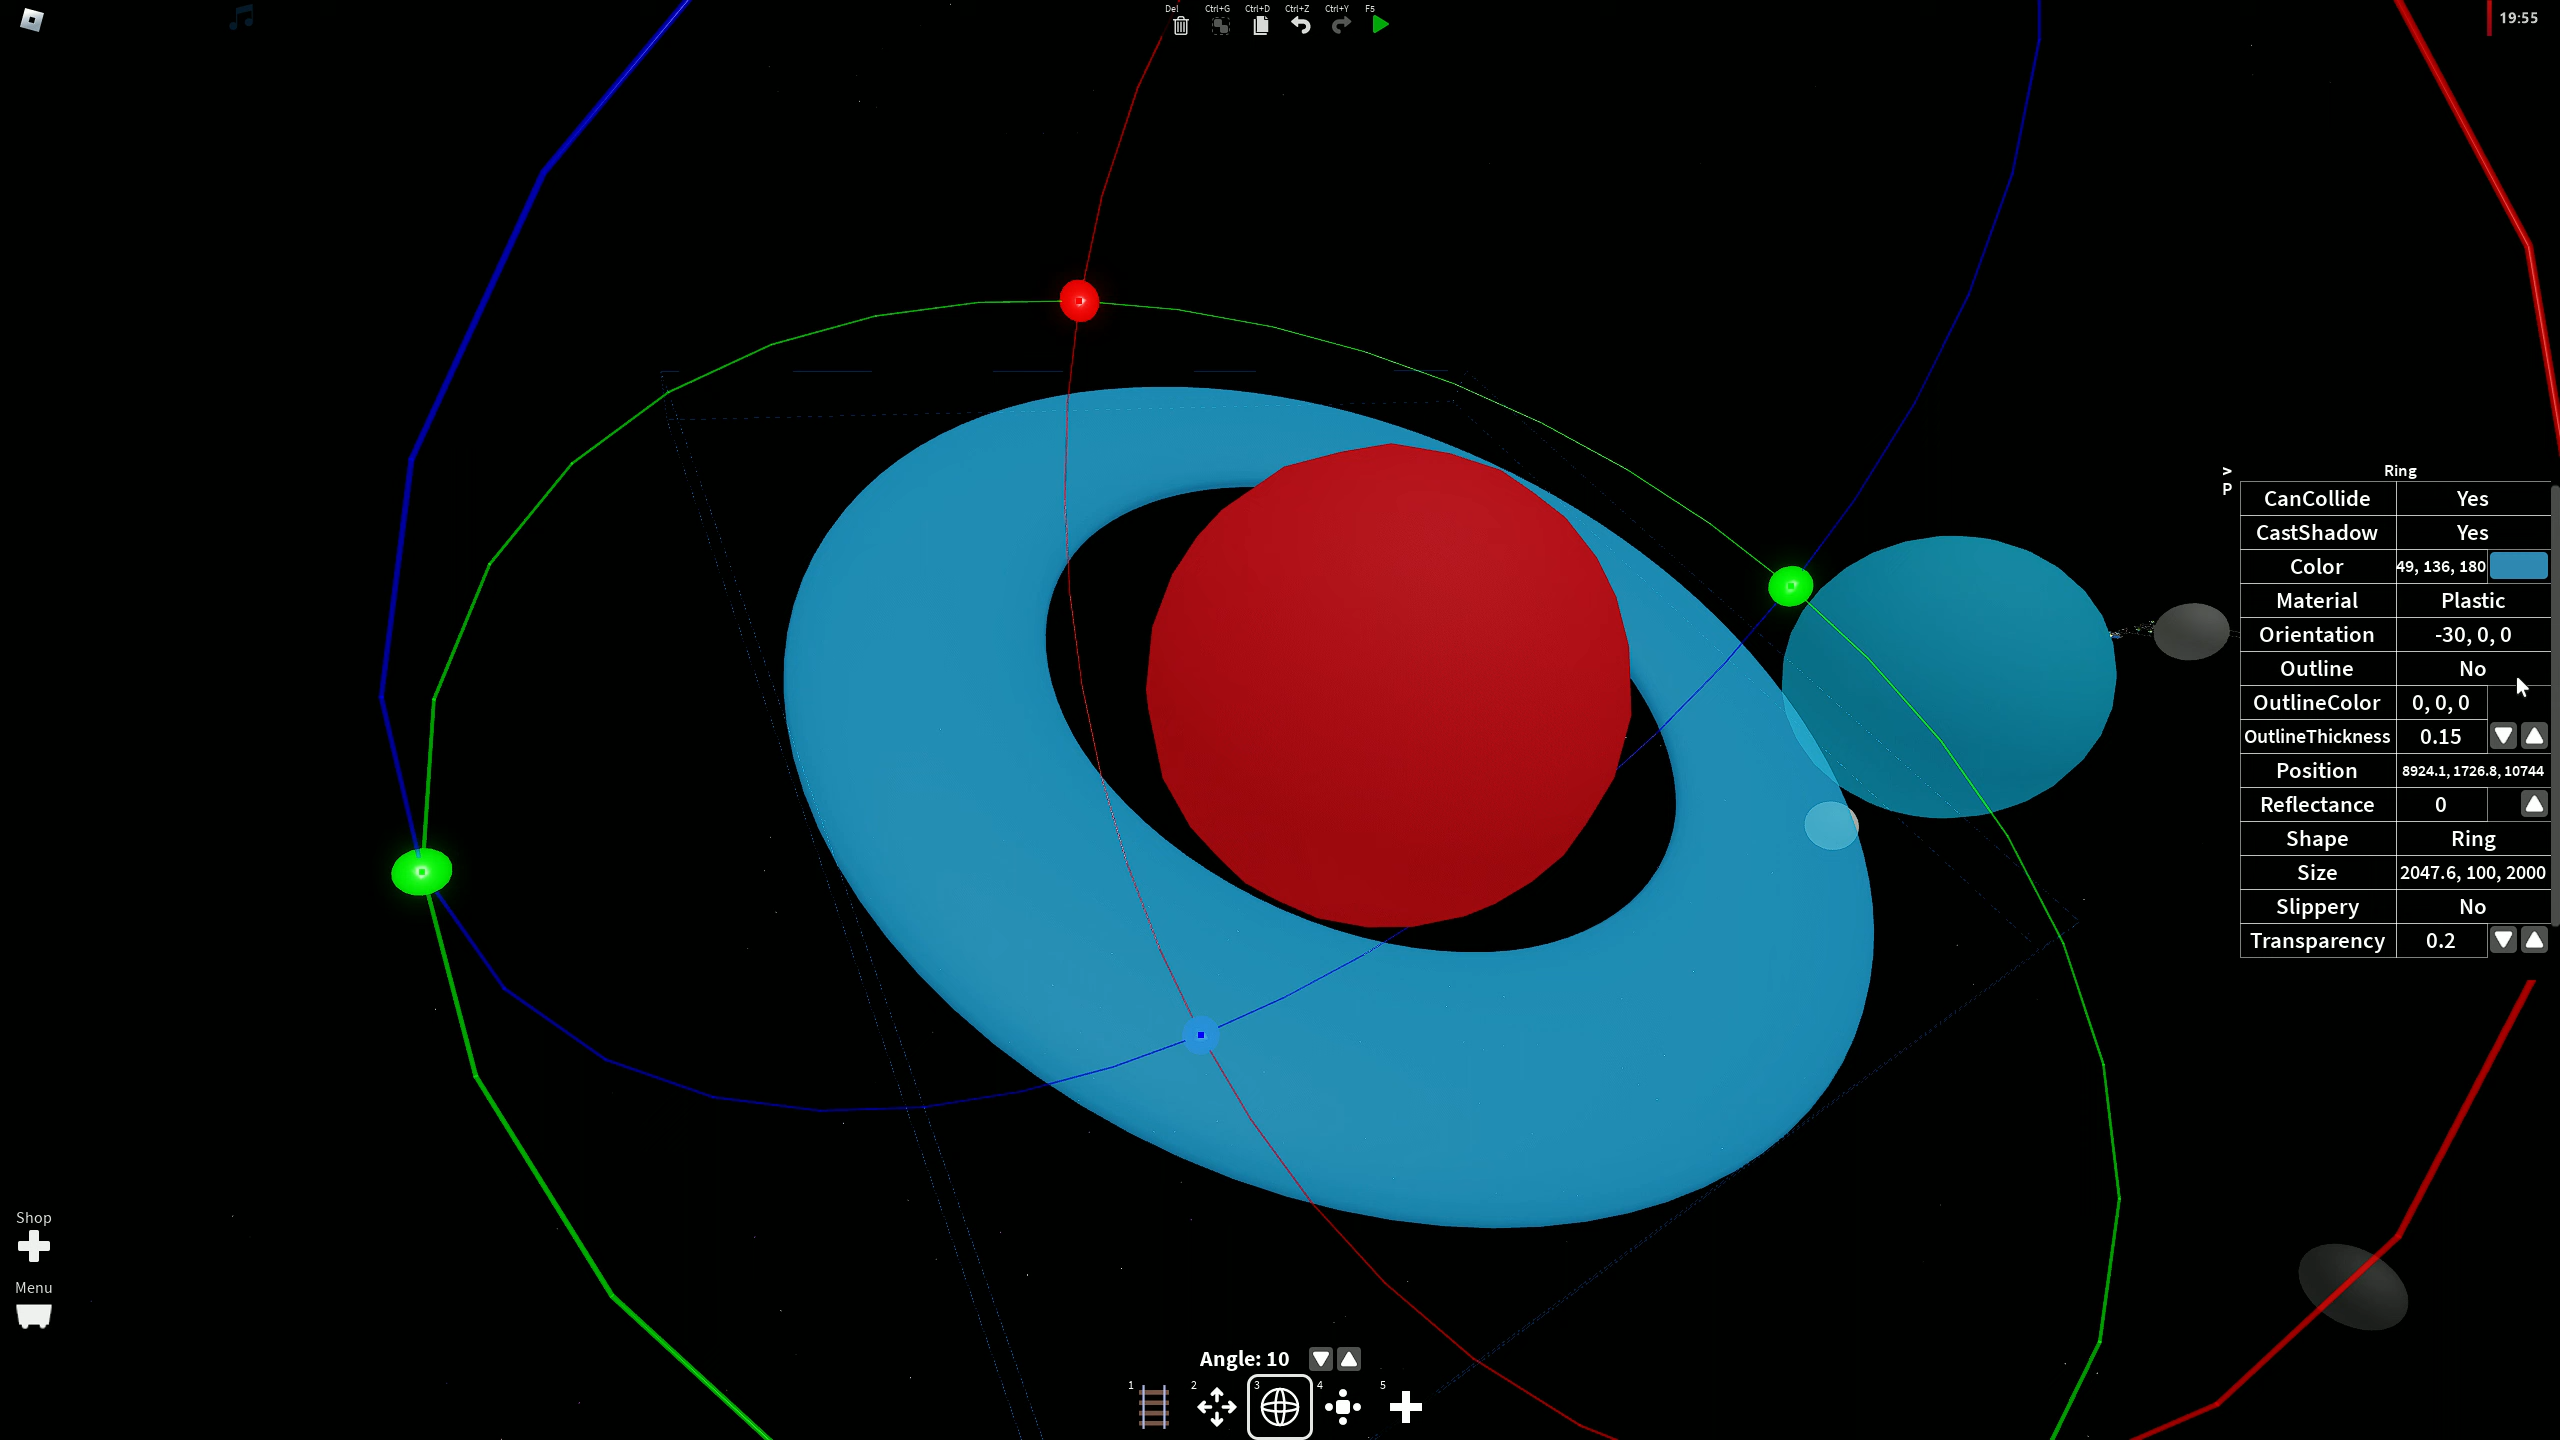 Del Ctrl+G Ctrl+D Ctrl+Z Ctrl+Y F5
19:55
> Ring
P
CanCollide Yes
CastShadow Yes
Color 49, 136, 180
Material Plastic
Orientation -30, 0, 0
Outline No
OutlineColor 0, 0, 0
OutlineThickness 0.15
Position 8924.1, 1726.8, 10744
Reflectance 0
Shape Ring
Size 2047.6, 100, 2000
Slippery No
Transparency 0.2
Shop
Menu
Angle: 10
1 2 3 4 5